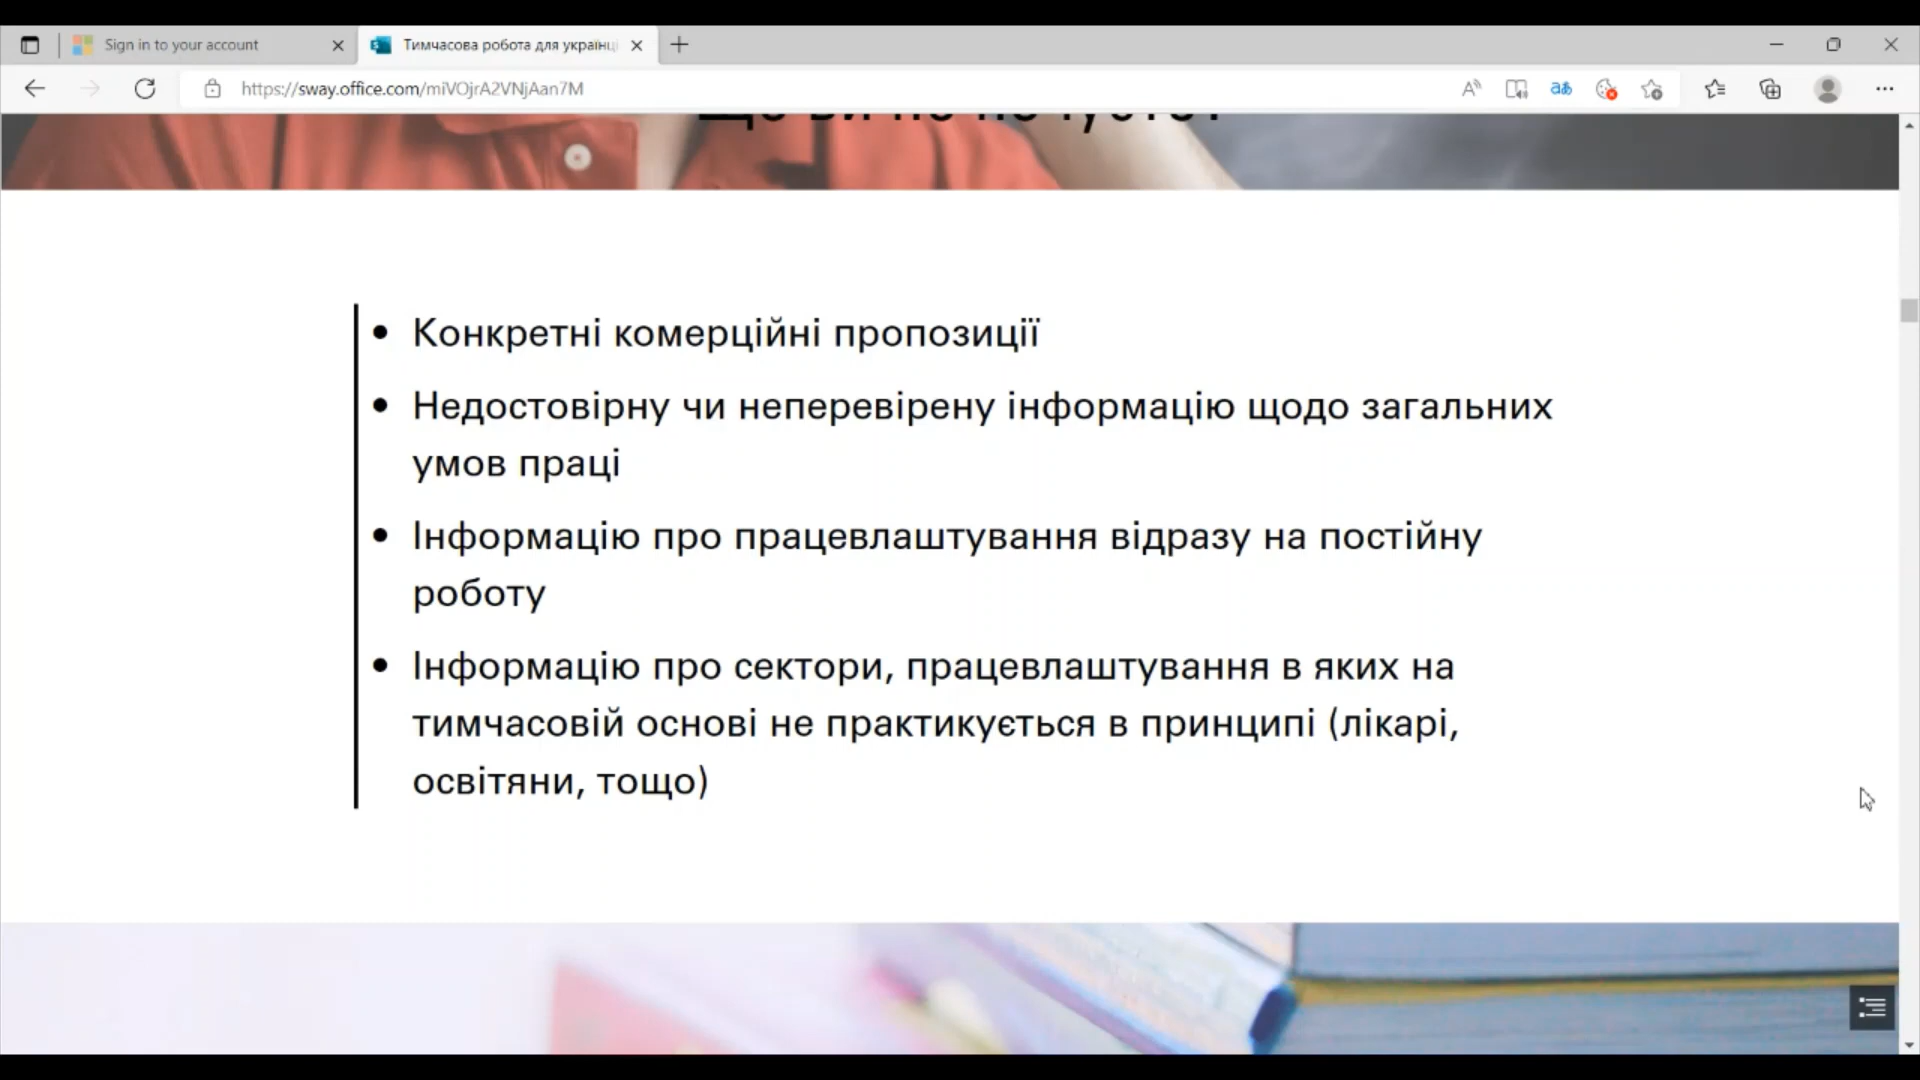 Sign in to your account
Тимчасова робота для українці
https://sway.office.com/miVOjrA2VNjAan7M
• Конкретні комерційні пропозиції
• Недостовірну чи неперевірену інформацію щодо загальних
умов праці
• Інформацію про працевлаштування відразу на постійну
роботу
• Інформацію про сектори, працевлаштування в яких на
тимчасовій основі не практикується в принципі (лікарі,
освітяни, тощо)